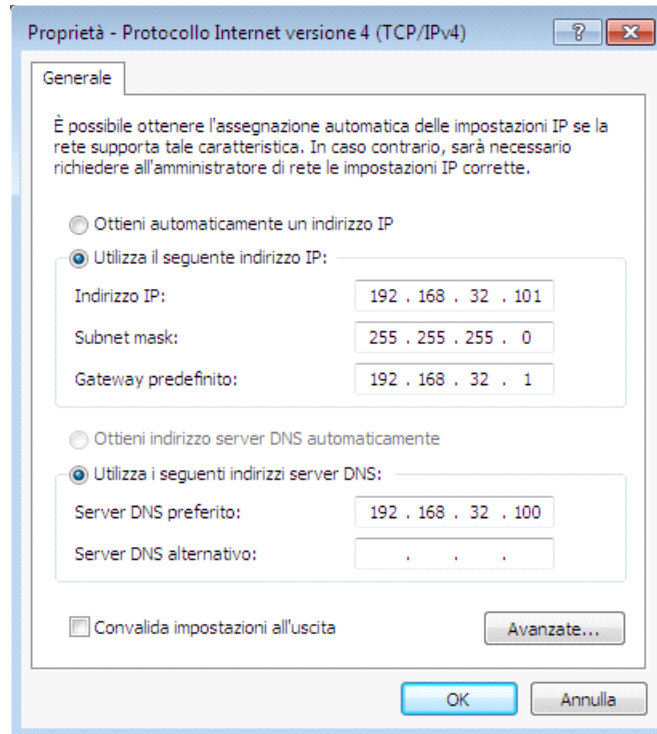 Proprietà - Protocollo Internet versione 4 (TCP/IPv4)
Generale
È possibile ottenere l'assegnazione automatica delle impostazioni IP se la
rete supporta tale caratteristica. In caso contrario, sarà necessario
richiedere all'amministratore di rete le impostazioni IP corrette.
Ottieni automaticamente un indirizzo IP
Utilizza il seguente indirizzo IP:
Indirizzo IP: 192 . 168 . 32 . 101
Subnet mask: 255 . 255 . 255 . 0
Gateway predefinito: 192 . 168 . 32 . 1
Ottieni indirizzo server DNS automaticamente
Utilizza i seguenti indirizzi server DNS:
Server DNS preferito: 192 . 168 . 32 . 100
Server DNS alternativo: . . .
Convalida impostazioni all'uscita Avanzate...
OK Annulla